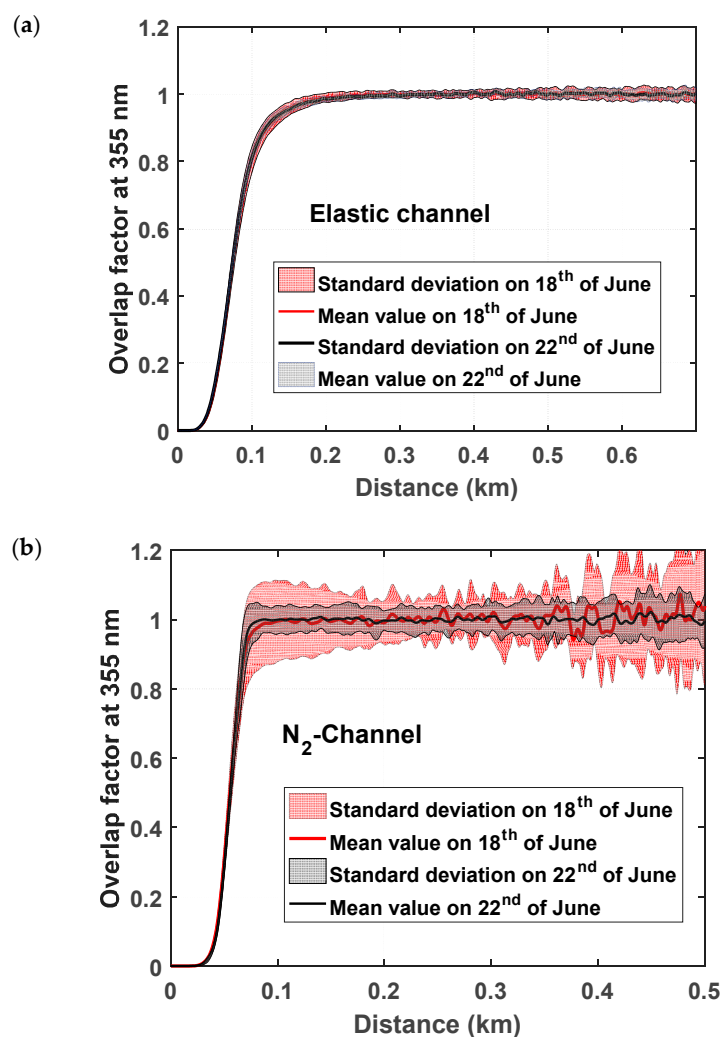 (a)
Overlap factor at 355 nm
1.2
1
0.8
0.6
0.4
0.2
0
Elastic channel
Standard deviation on 18th of June
Mean value on 18th of June
Standard deviation on 22nd of June
Mean value on 22nd of June
0 0.1 0.2 0.3 0.4 0.5 0.6
Distance (km)
(b)
Overlap factor at 355 nm
1.2
1
0.8
0.6
0.4
0.2
0
N2-Channel
Standard deviation on 18th of June
Mean value on 18th of June
Standard deviation on 22nd of June
Mean value on 22nd of June
0 0.1 0.2 0.3 0.4 0.5
Distance (km)